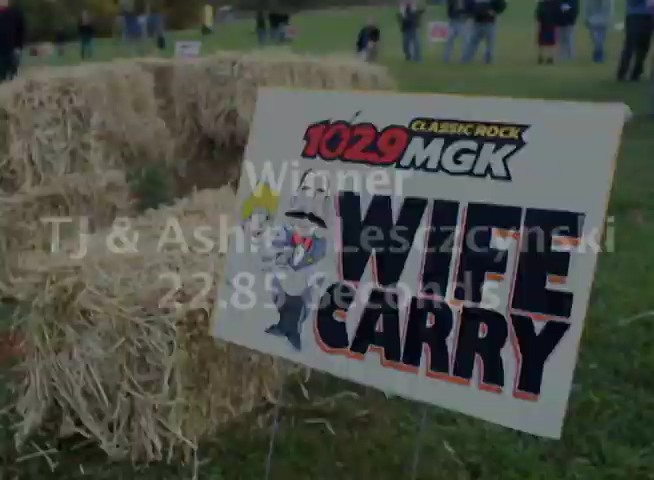 CLASSIC ROCK
102.9 MGK
Winner
TJ & Ashley Leszczynski
22.85 Seconds
WIFE
CARRY